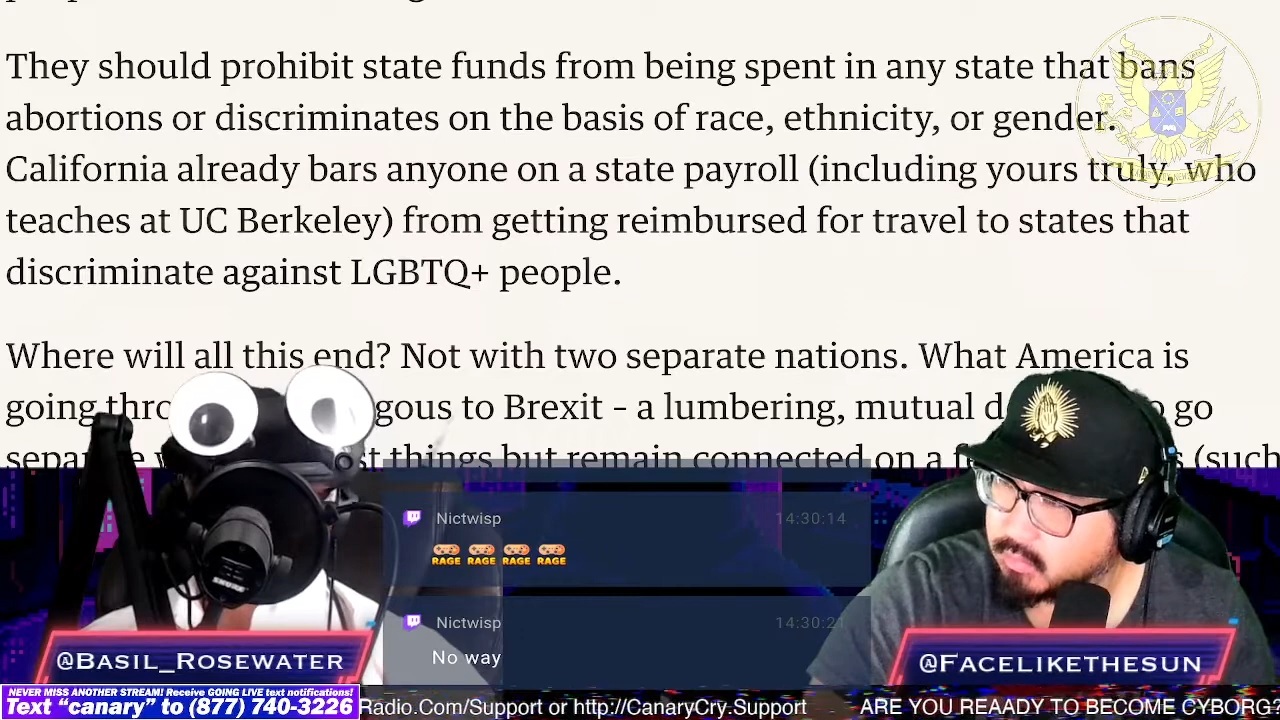 They should prohibit state funds from being spent in any state that bans
abortions or discriminates on the basis of race, ethnicity, or gender.
California already bars anyone on a state payroll (including yours truly, who
teaches at UC Berkeley) from getting reimbursed for travel to states that
discriminate against LGBTQ+ people.
Where will all this end? Not with two separate nations. What America is
going gous to Brexit – a lumbering, mutual go
things but remain connected on a (such
Nictwisp 14:30:14
RAGE RAGE RAGE RAGE
Nictwisp 14:30:21
No way
@BASIL_ROSEWATER
@FACELIKETHESUN
NEVER MISS ANOTHER STREAM! Receive GOING LIVE text notifications!
Text "canary" to (877) 740-3226
Radio.Com/Support or http://CanaryCry.Support ARE YOU REAADY TO BECOME CYBORG?